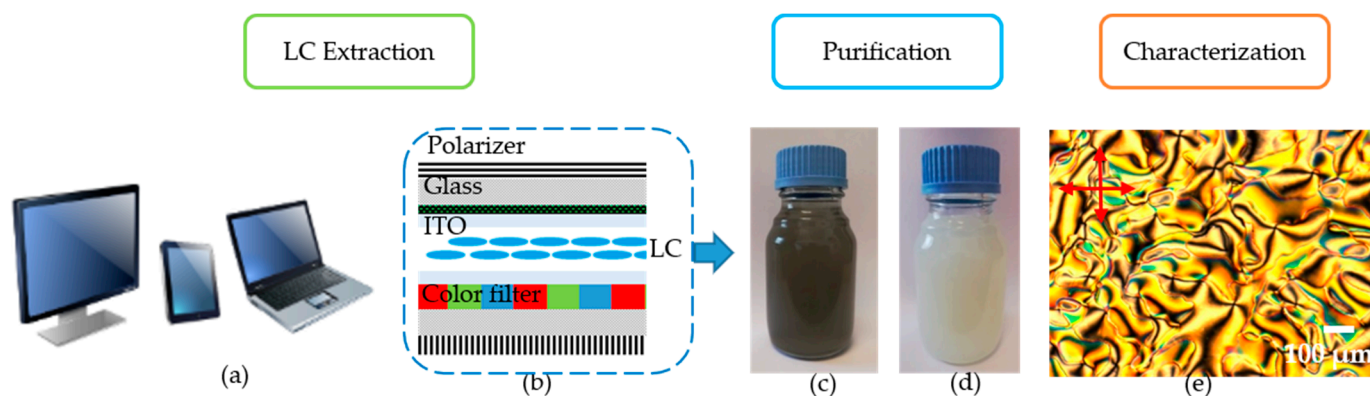 LC Extraction
Purification
Characterization
Polarizer
Glass
ITO
LC
Color filter
100 μm
(a)
(b)
(c)
(d)
(e)